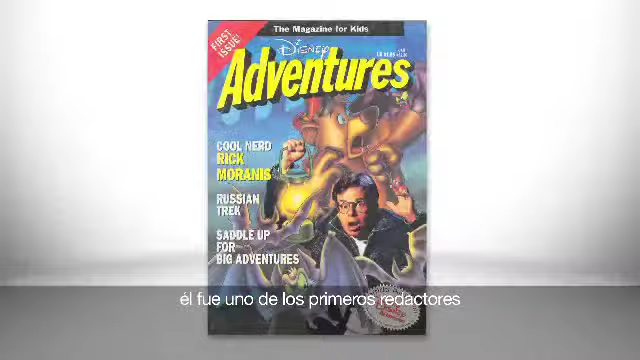 The Magazine for Kids
FIRST
ISSUE!
Disney
Adventures
COOL NERD
RICK
MORANIS
RUSSIAN
TREK
SADDLE UP
FOR
BIG ADVENTURES
él fue uno de los primeros redactores